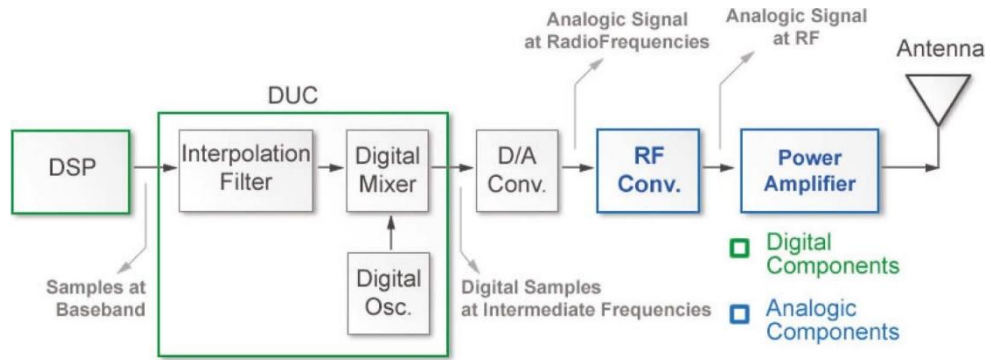 Analogic Signal
at RadioFrequencies
Analogic Signal
at RF
Antenna
DUC
DSP
Interpolation
Filter
Digital
Mixer
D/A
Conv.
RF
Conv.
Power
Amplifier
Digital
Osc.
Samples at
Baseband
Digital Samples
at Intermediate Frequencies
Digital
Components
Analogic
Components